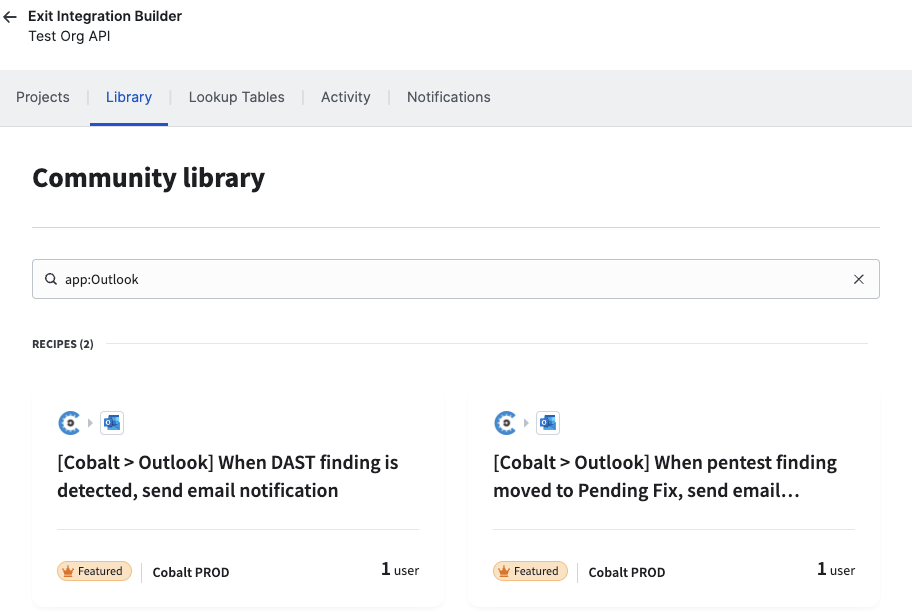 Exit Integration Builder
Test Org API
Projects
Library
Lookup Tables
Activity
Notifications
Community library
app:Outlook
RECIPES (2)
[Cobalt > Outlook] When DAST finding is
detected, send email notification
Featured
Cobalt PROD
1 user
[Cobalt > Outlook] When pentest finding
moved to Pending Fix, send email…
Featured
Cobalt PROD
1 user